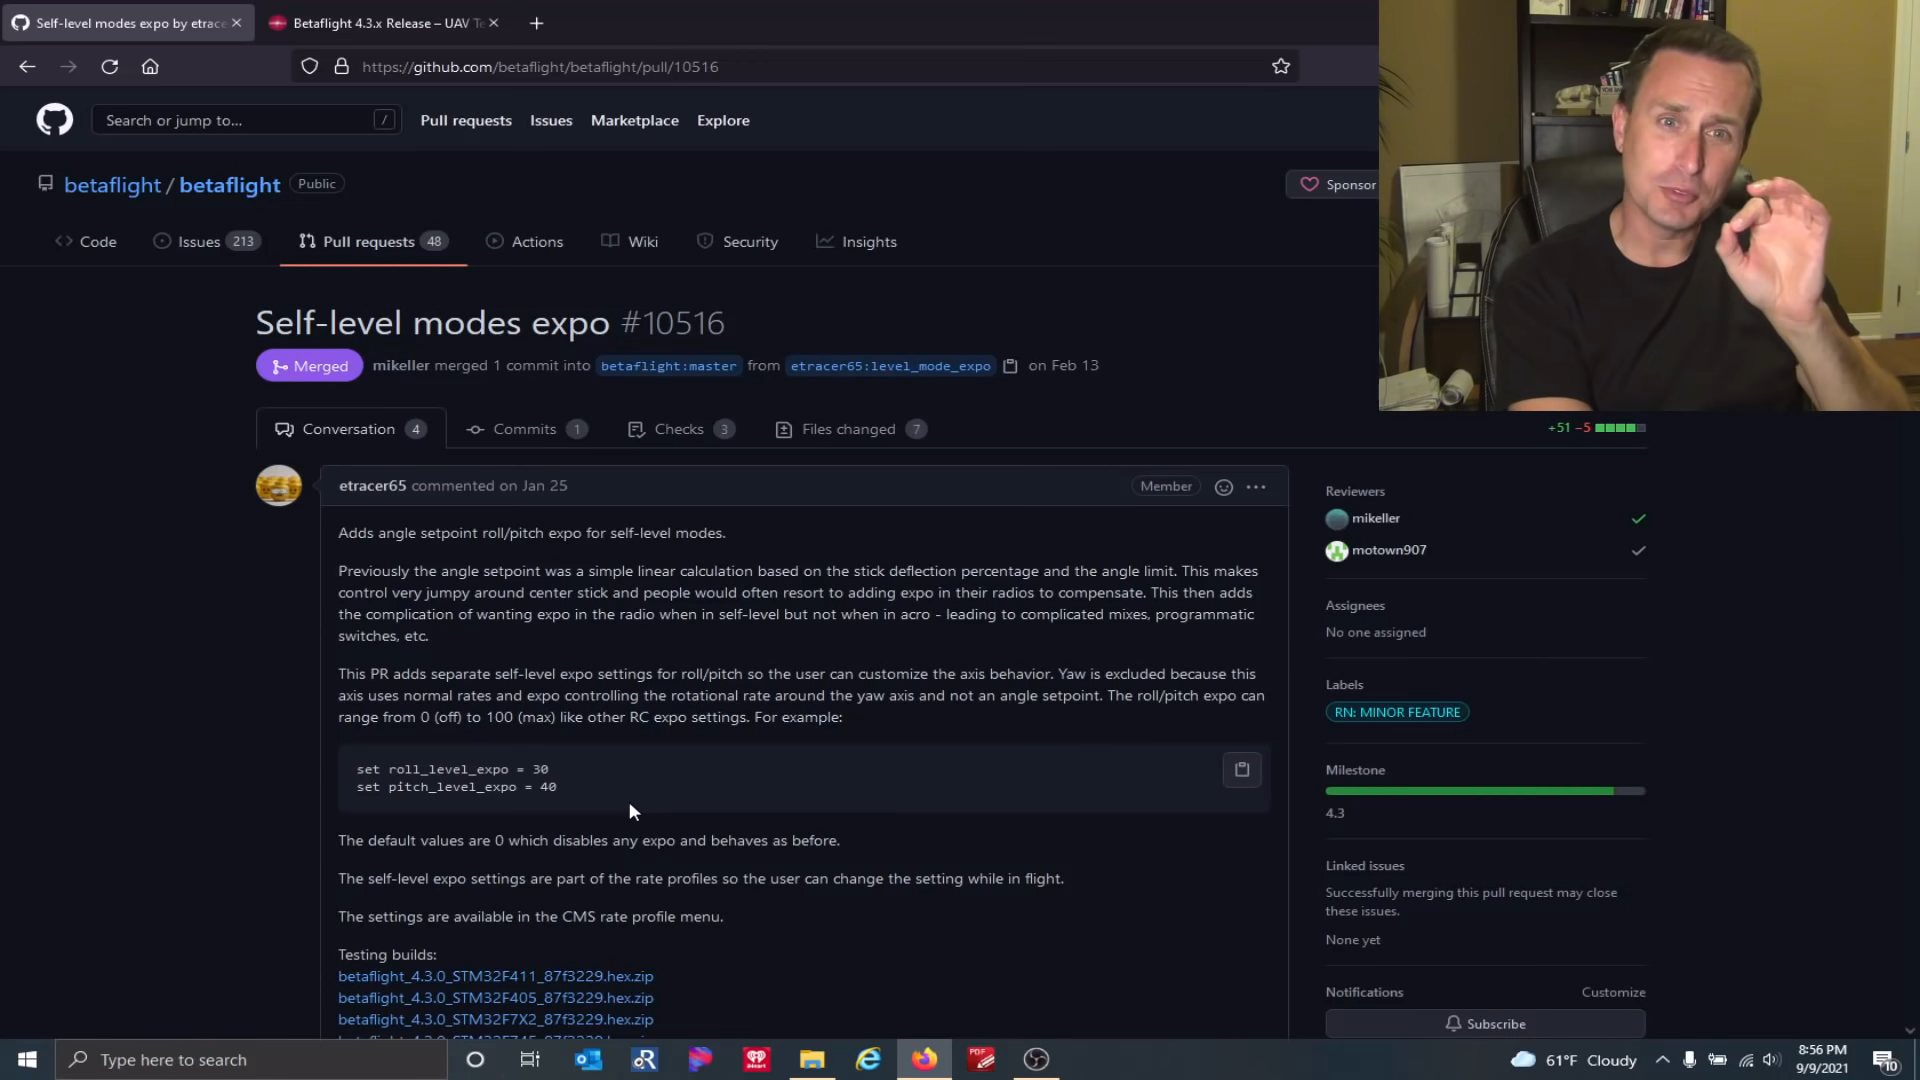 Self-level modes expo by etrace
Betaflight 4.3.x Release – UAV Te
https://github.com/betaflight/betaflight/pull/10516
Search or jump to...
/
Pull requests
Issues
Marketplace
Explore
betaflight / betaflight
Public
Sponsor
Code
Issues 213
Pull requests 48
Actions
Wiki
Security
Insights
Self-level modes expo #10516
Merged
mikeller merged 1 commit into betaflight:master from etracer65:level_mode_expo on Feb 13
Conversation 4
Commits 1
Checks 3
Files changed 7
+51 −5
etracer65 commented on Jan 25
Member
Adds angle setpoint roll/pitch expo for self-level modes.
Previously the angle setpoint was a simple linear calculation based on the stick deflection percentage and the angle limit. This makes
control very jumpy around center stick and people would often resort to adding expo in their radios to compensate. This then adds
the complication of wanting expo in the radio when in self-level but not when in acro - leading to complicated mixes, programmatic
switches, etc.
This PR adds separate self-level expo settings for roll/pitch so the user can customize the axis behavior. Yaw is excluded because this
axis uses normal rates and expo controlling the rotational rate around the yaw axis and not an angle setpoint. The roll/pitch expo can
range from 0 (off) to 100 (max) like other RC expo settings. For example:
set roll_level_expo = 30
set pitch_level_expo = 40
The default values are 0 which disables any expo and behaves as before.
The self-level expo settings are part of the rate profiles so the user can change the setting while in flight.
The settings are available in the CMS rate profile menu.
Testing builds:
betaflight_4.3.0_STM32F411_87f3229.hex.zip
betaflight_4.3.0_STM32F405_87f3229.hex.zip
betaflight_4.3.0_STM32F7X2_87f3229.hex.zip
Reviewers
mikeller
motown907
Assignees
No one assigned
Labels
RN: MINOR FEATURE
Milestone
4.3
Linked issues
Successfully merging this pull request may close
these issues.
None yet
Notifications
Customize
Subscribe
Type here to search
61°F Cloudy
8:56 PM
9/9/2021
10